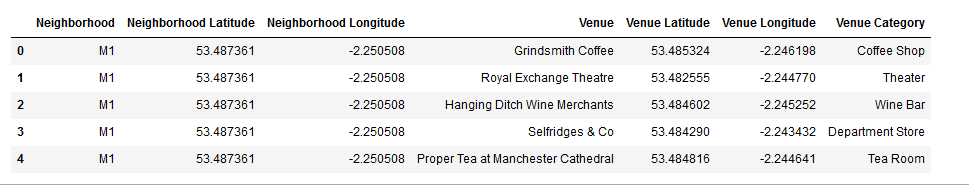 Neighborhood Neighborhood Latitude Neighborhood Longitude Venue Venue Latitude Venue Longitude Venue Category
0 M1 53.487361 -2.250508 Grindsmith Coffee 53.485324 -2.246198 Coffee Shop
1 M1 53.487361 -2.250508 Royal Exchange Theatre 53.482555 -2.244770 Theater
2 M1 53.487361 -2.250508 Hanging Ditch Wine Merchants 53.484602 -2.245252 Wine Bar
3 M1 53.487361 -2.250508 Selfridges & Co 53.484290 -2.243432 Department Store
4 M1 53.487361 -2.250508 Proper Tea at Manchester Cathedral 53.484816 -2.244641 Tea Room